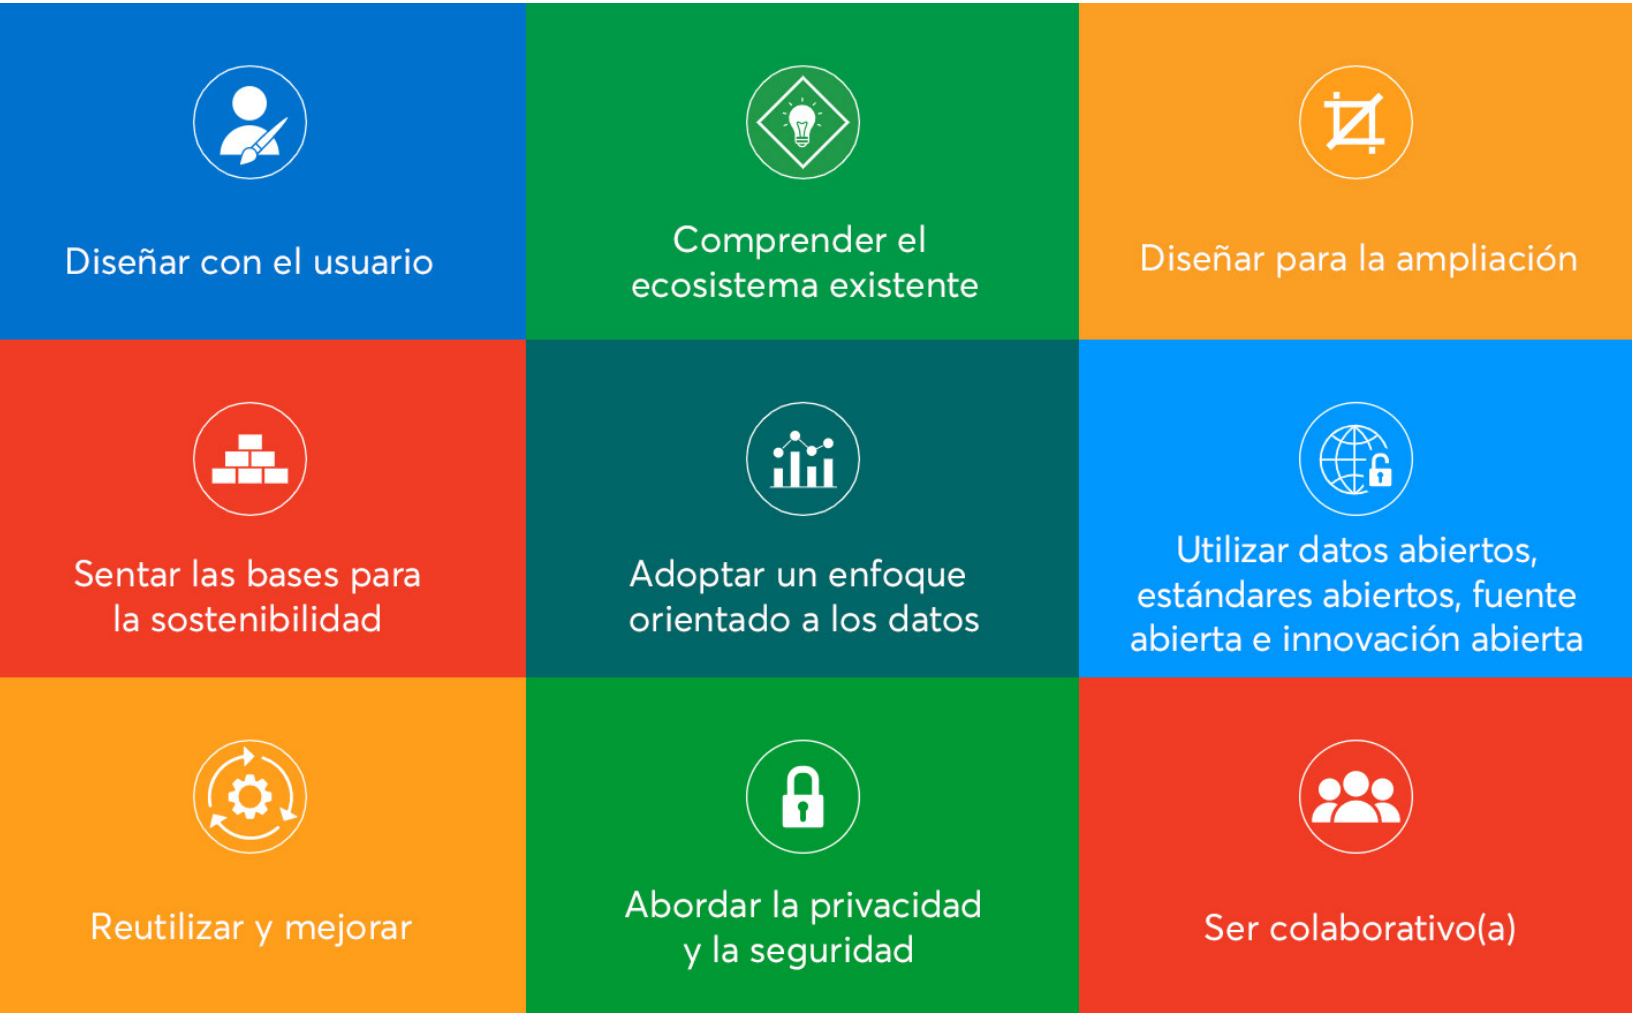 Diseñar con el usuario
Comprender el
ecosistema existente
Diseñar para la ampliación
Sentar las bases para
la sostenibilidad
Adoptar un enfoque
orientado a los datos
Utilizar datos abiertos,
estándares abiertos, fuente
abierta e innovación abierta
Reutilizar y mejorar
Abordar la privacidad
y la seguridad
Ser colaborativo(a)